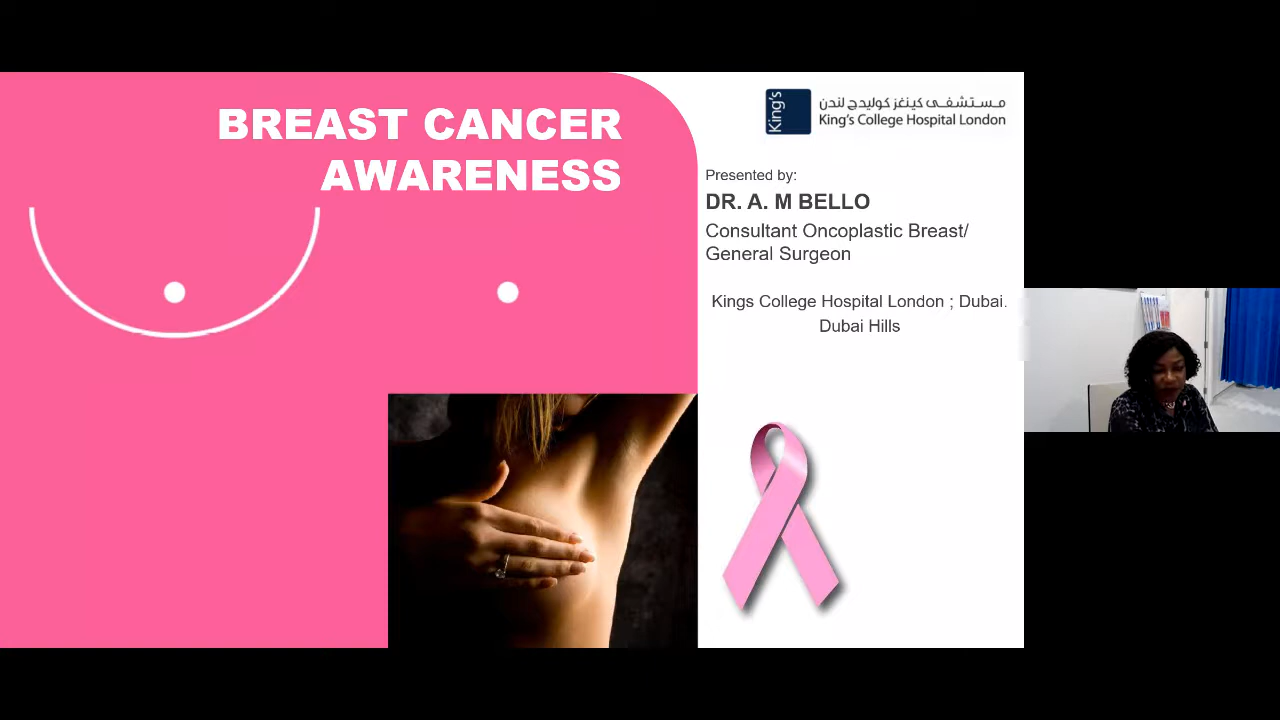 BREAST CANCER
AWARENESS
King's
مستشفى كينغز كوليدج لندن
King's College Hospital London
Presented by:
DR. A. M BELLO
Consultant Oncoplastic Breast/
General Surgeon
Kings College Hospital London ; Dubai.
Dubai Hills